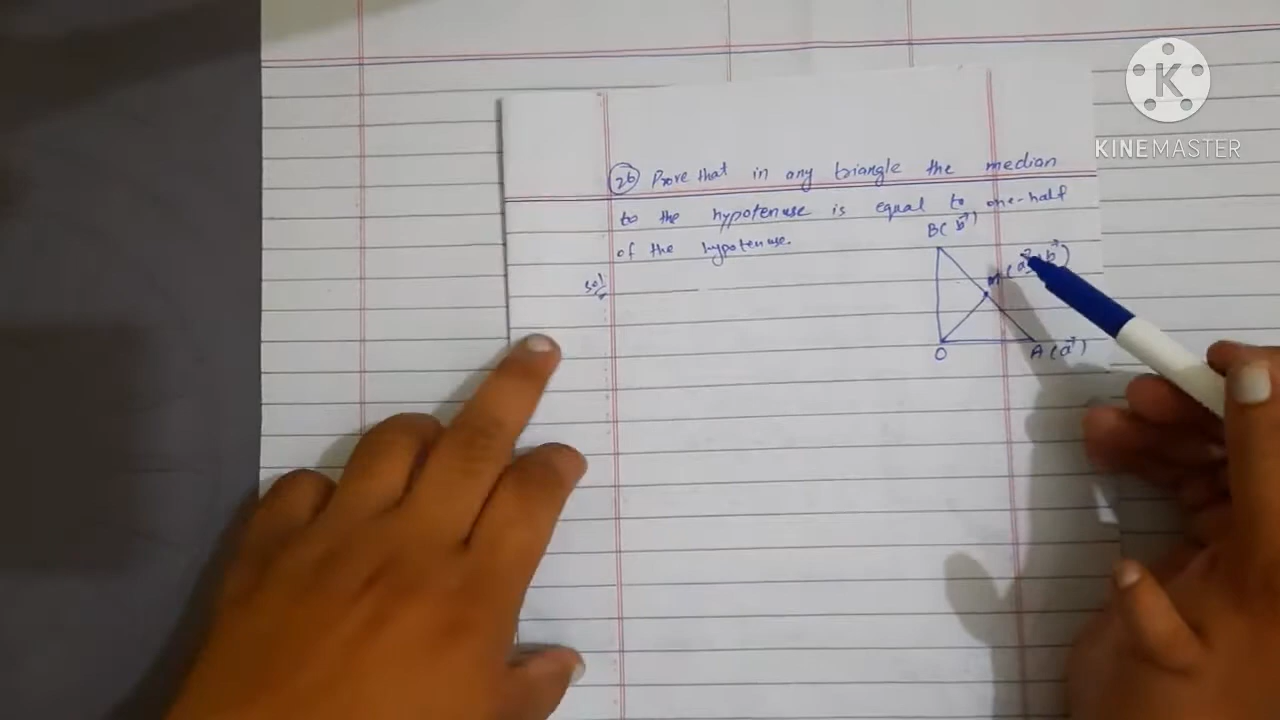 K
KINEMASTER
26 Prove that in any triangle the median
to the hypotenuse is equal to one-half
of the hypotenuse.
B(b⃗)
Sol
M
O
A(a⃗)